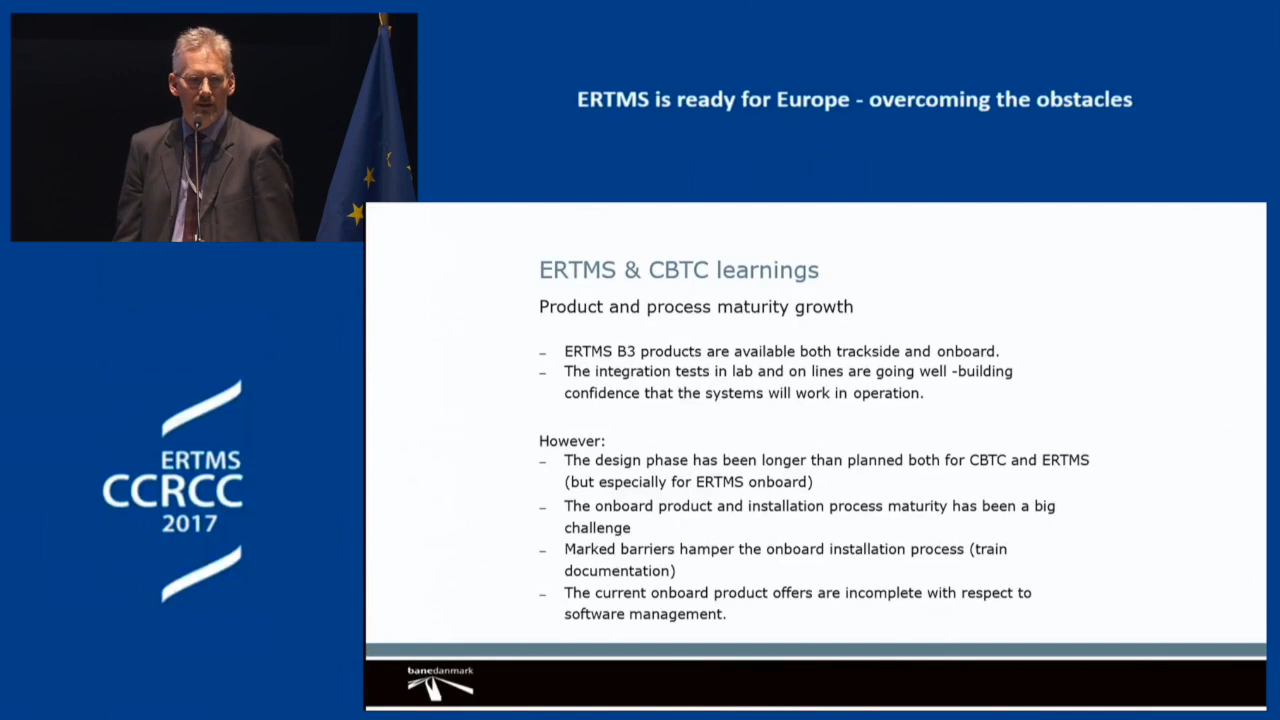 ERTMS is ready for Europe - overcoming the obstacles
ERTMS & CBTC learnings
Product and process maturity growth
– ERTMS B3 products are available both trackside and onboard.
– The integration tests in lab and on lines are going well -building
confidence that the systems will work in operation.
However:
– The design phase has been longer than planned both for CBTC and ERTMS
(but especially for ERTMS onboard)
– The onboard product and installation process maturity has been a big
challenge
– Marked barriers hamper the onboard installation process (train
documentation)
– The current onboard product offers are incomplete with respect to
software management.
ERTMS
CCRCC
2017
banedanmark